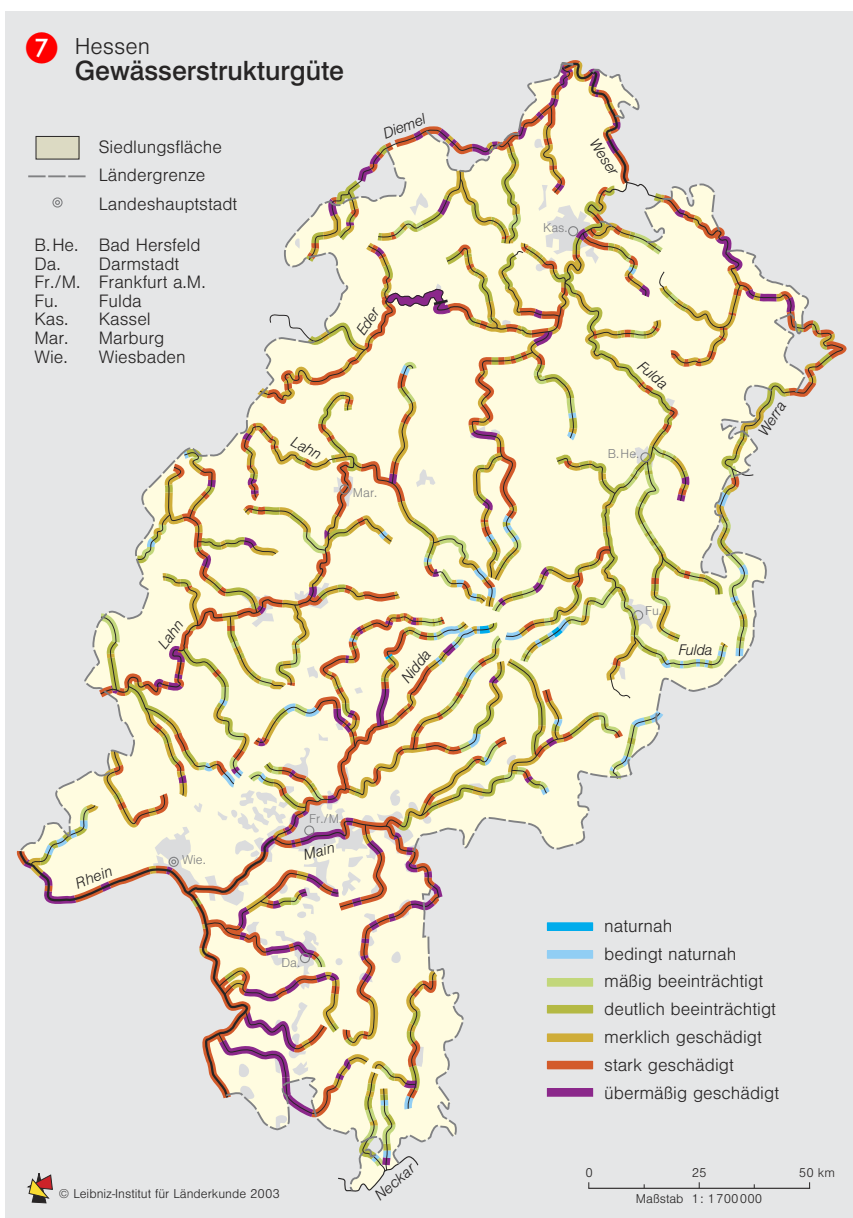 7 Hessen
Gewässerstrukturgüte
Siedlungsfläche
Ländergrenze
Landeshauptstadt
B.He. Bad Hersfeld
Da. Darmstadt
Fr./M. Frankfurt a.M.
Fu. Fulda
Kas. Kassel
Mar. Marburg
Wie. Wiesbaden
Diemel
Weser
Kas.
Eder
Fulda
Werra
Lahn
B.He.
Mar.
Fu.
Lahn
Nidda
Fulda
Fr./M.
Main
Wie.
Rhein
Da.
Neckar
naturnah
bedingt naturnah
mäßig beeinträchtigt
deutlich beeinträchtigt
merklich geschädigt
stark geschädigt
übermäßig geschädigt
0 25 50 km
Maßstab 1: 1700000
© Leibniz-Institut für Länderkunde 2003